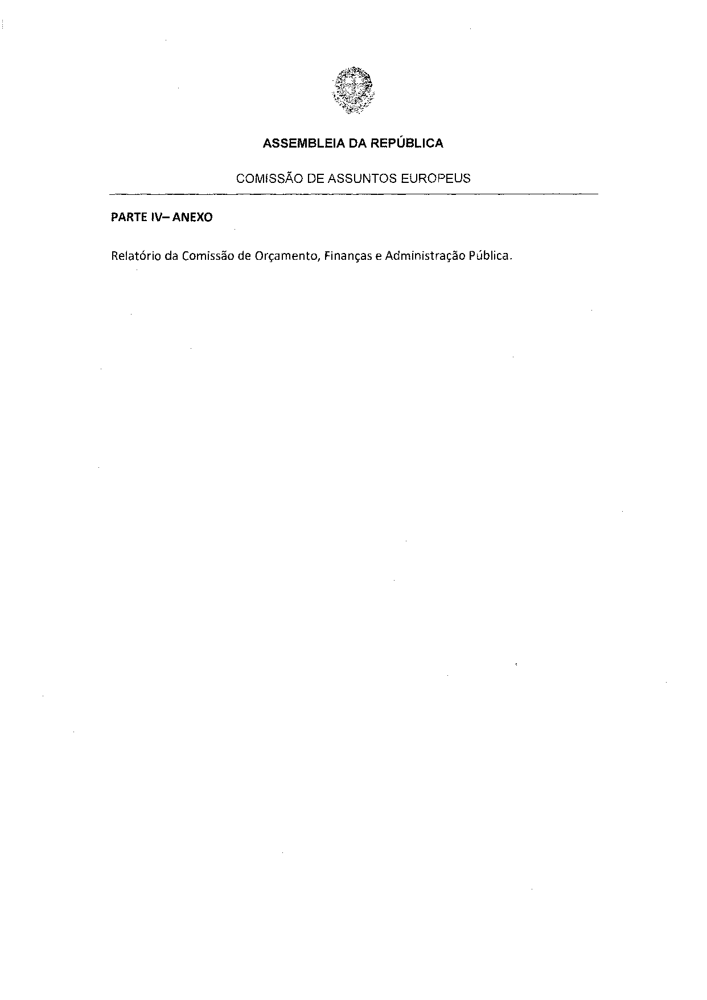 ASSEMBLEIA DA REPÚBLICA
COMISSÃO DE ASSUNTOS EUROPEUS
PARTE IV– ANEXO
Relatório da Comissão de Orçamento, Finanças e Administração Pública.